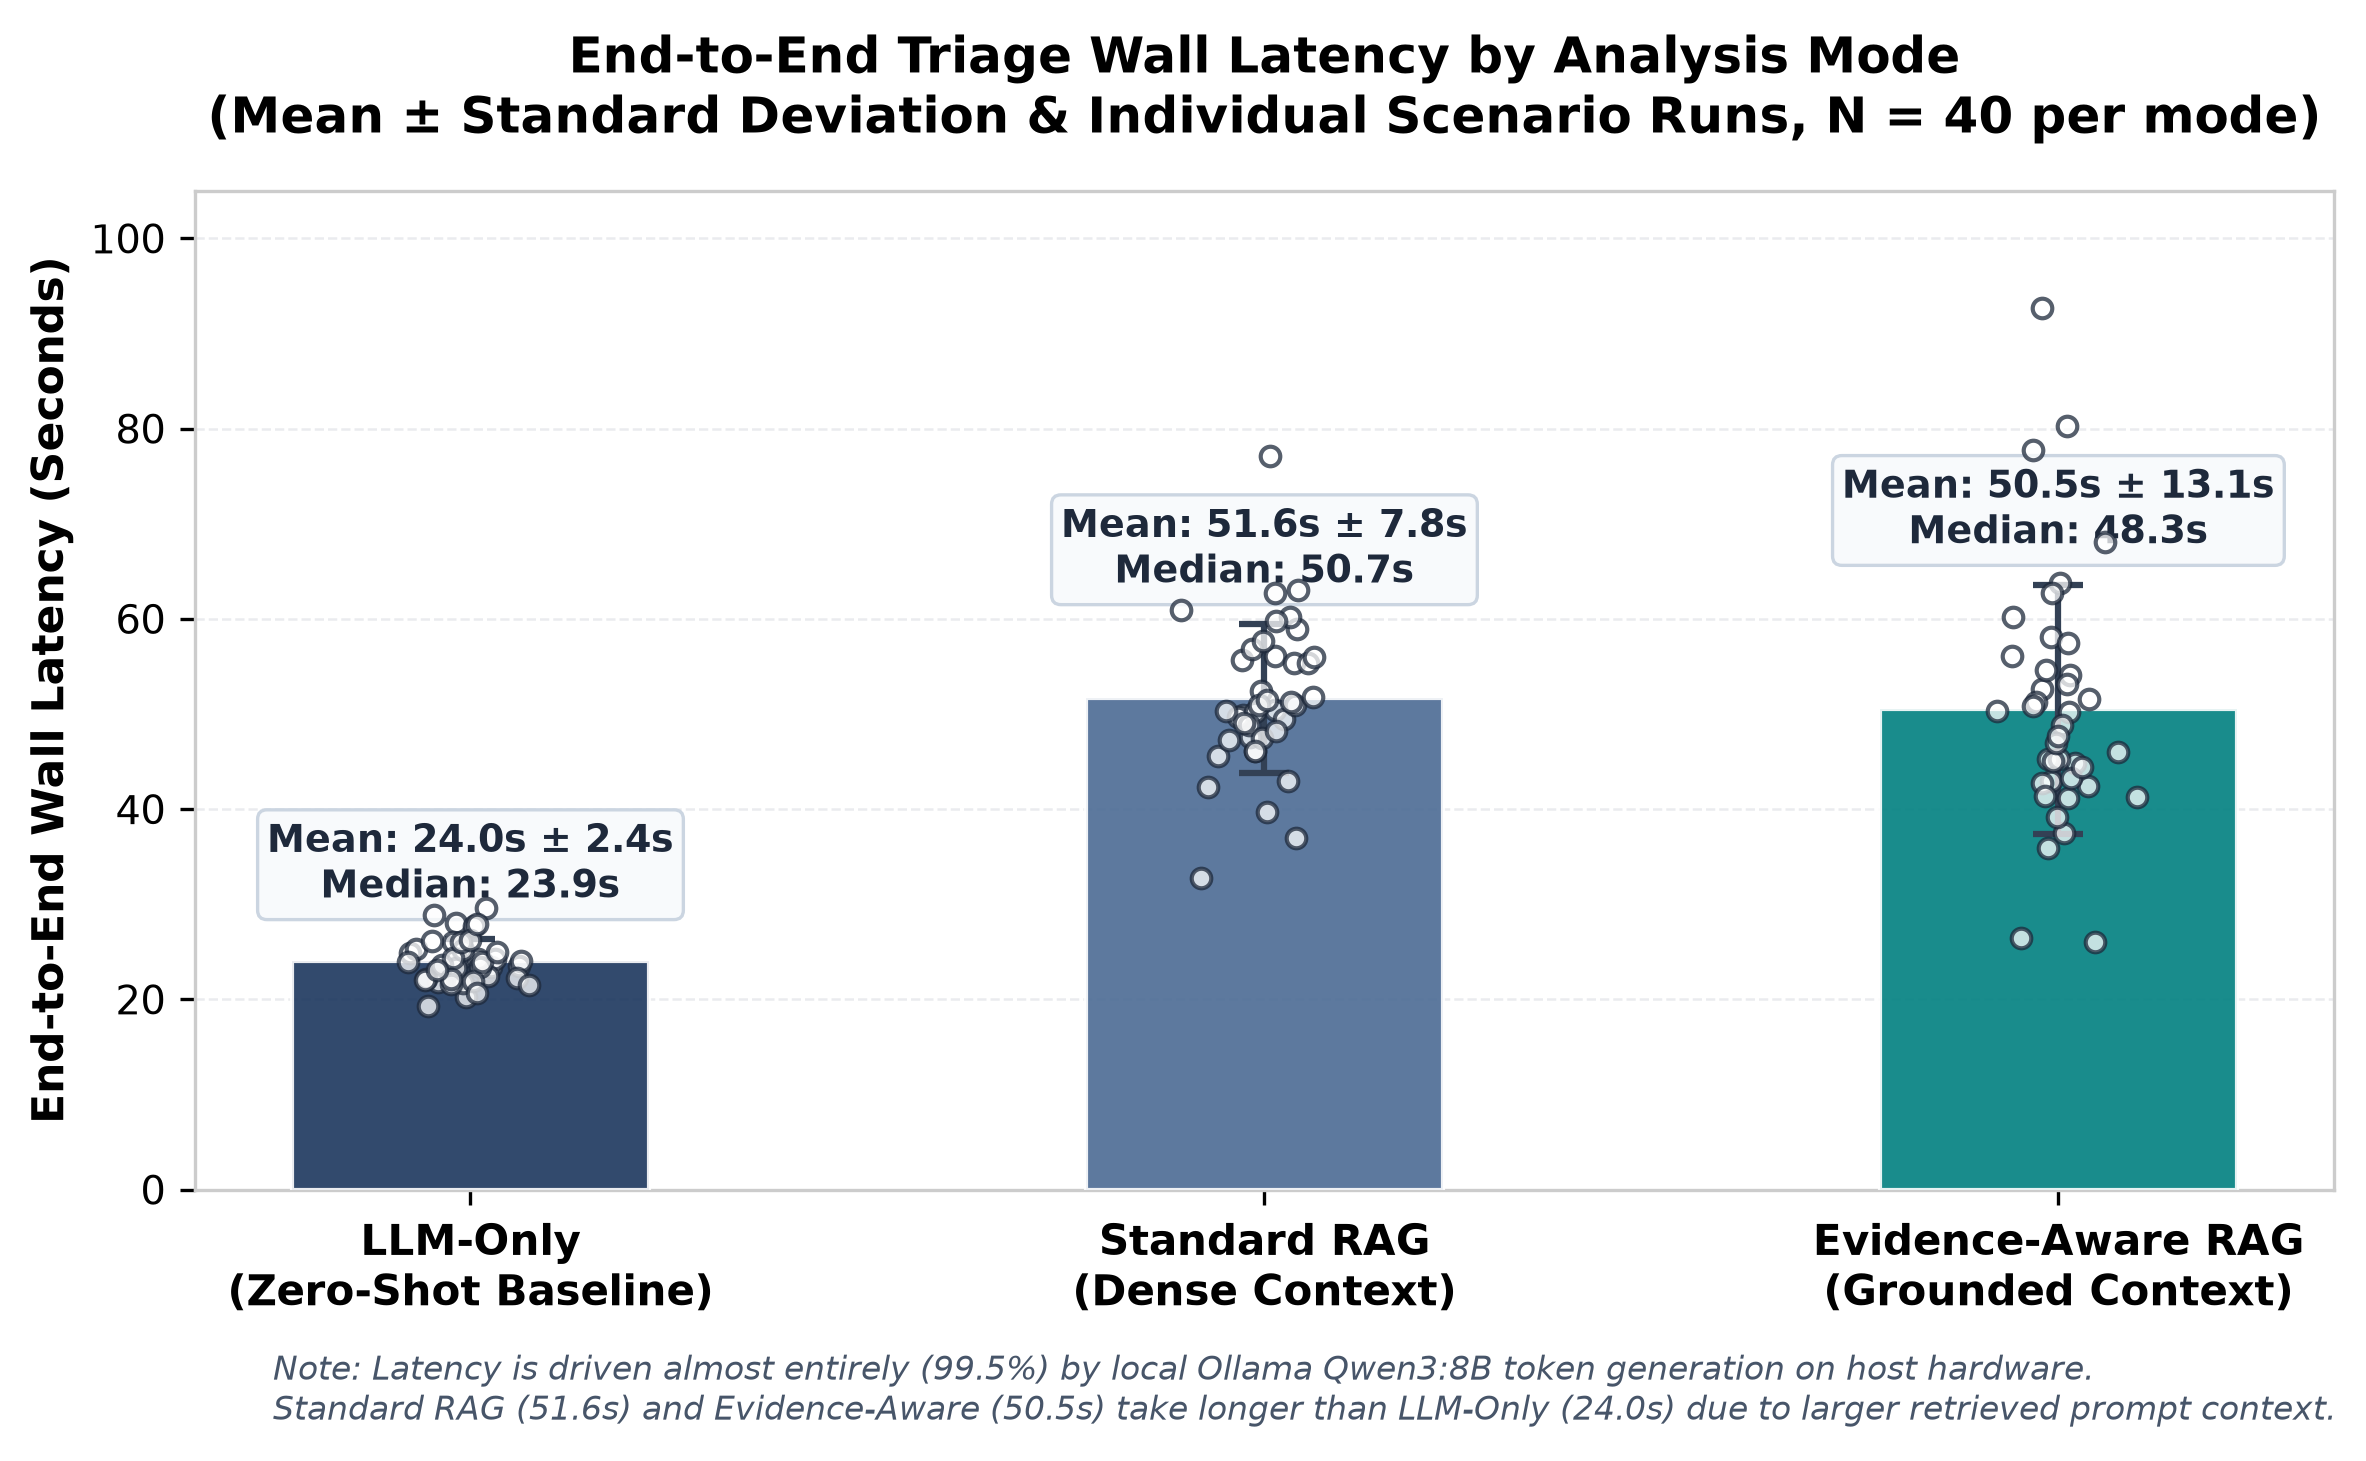 End-to-End Triage Wall Latency by Analysis Mode
(Mean ± Standard Deviation & Individual Scenario Runs, N = 40 per mode)
End-to-End Wall Latency (Seconds)
100
80
60
40
20
0
Mean: 24.0s ± 2.4s
Median: 23.9s
Mean: 51.6s ± 7.8s
Median: 50.7s
Mean: 50.5s ± 13.1s
Median: 48.3s
LLM-Only
(Zero-Shot Baseline)
Standard RAG
(Dense Context)
Evidence-Aware RAG
(Grounded Context)
Note: Latency is driven almost entirely (99.5%) by local Ollama Qwen3:8B token generation on host hardware.
Standard RAG (51.6s) and Evidence-Aware (50.5s) take longer than LLM-Only (24.0s) due to larger retrieved prompt context.